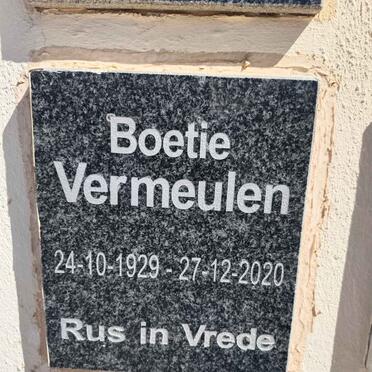 Boetie
Vermeulen
24-10-1929 - 27-12-2020
Rus in Vrede